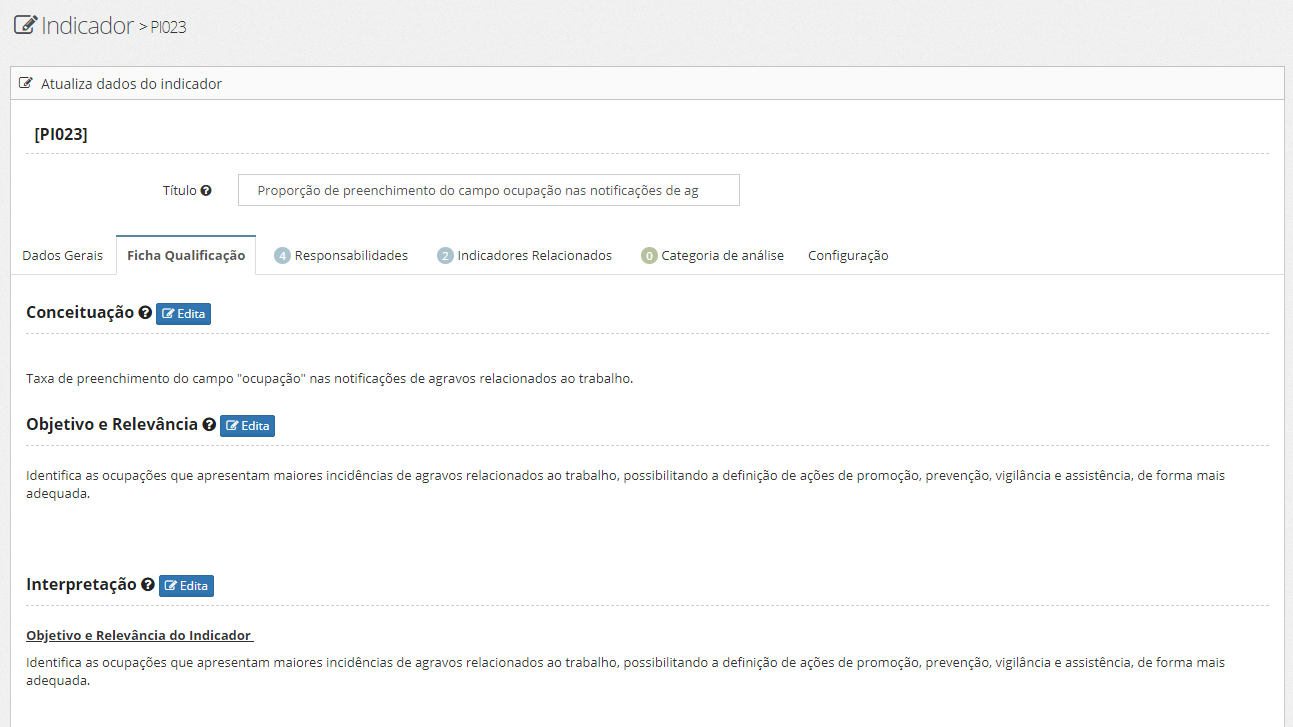 Indicador > PI023
Atualiza dados do indicador
[PI023]
Título
Proporção de preenchimento do campo ocupação nas notificações de ag
Dados Gerais Ficha Qualificação 4 Responsabilidades 2 Indicadores Relacionados 0 Categoria de análise Configuração
Conceituação Edita
Taxa de preenchimento do campo "ocupação" nas notificações de agravos relacionados ao trabalho.
Objetivo e Relevância Edita
Identifica as ocupações que apresentam maiores incidências de agravos relacionados ao trabalho, possibilitando a definição de ações de promoção, prevenção, vigilância e assistência, de forma mais
adequada.
Interpretação Edita
Objetivo e Relevância do Indicador
Identifica as ocupações que apresentam maiores incidências de agravos relacionados ao trabalho, possibilitando a definição de ações de promoção, prevenção, vigilância e assistência, de forma mais
adequada.